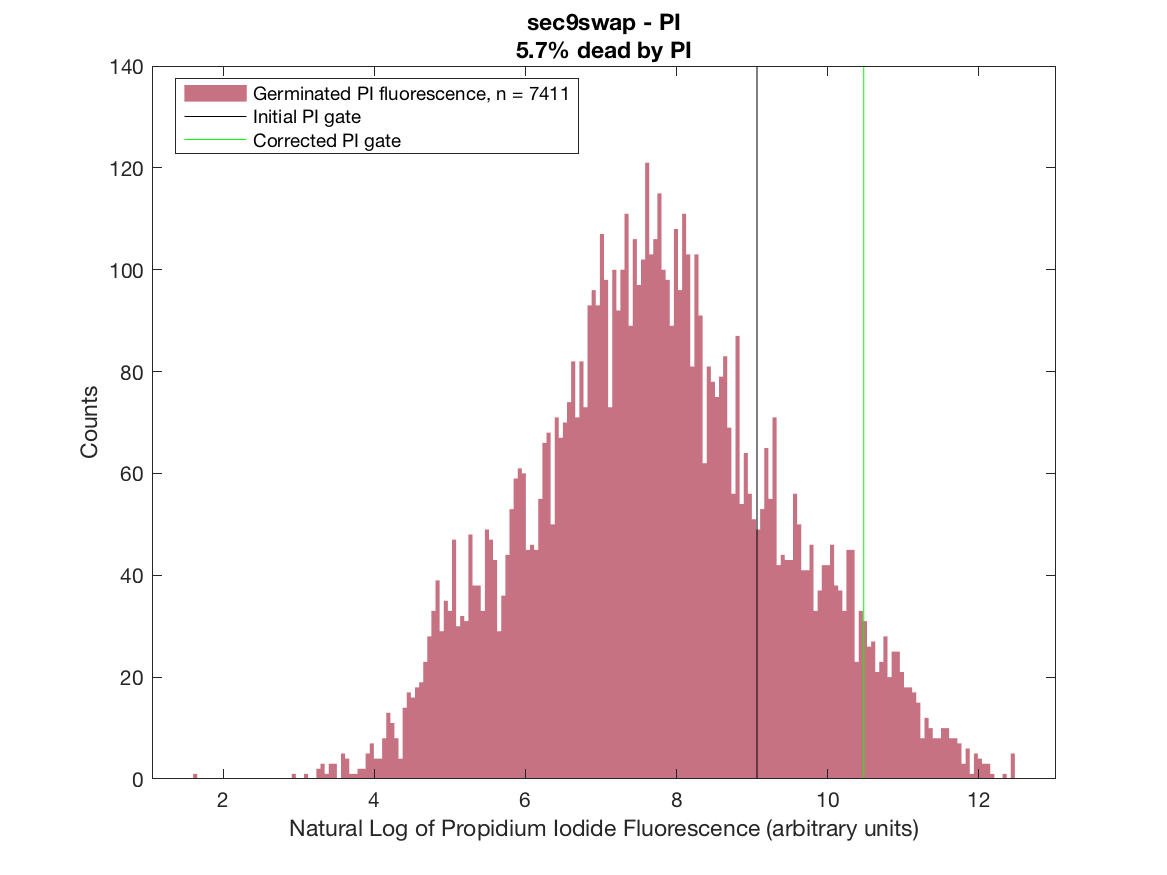 sec9swap - PI
5.7% dead by PI
140
120
100
80
60
40
20
0
Counts
Germinated PI fluorescence, n = 7411
Initial PI gate
Corrected PI gate
2 4 6 8 10 12
Natural Log of Propidium Iodide Fluorescence (arbitrary units)